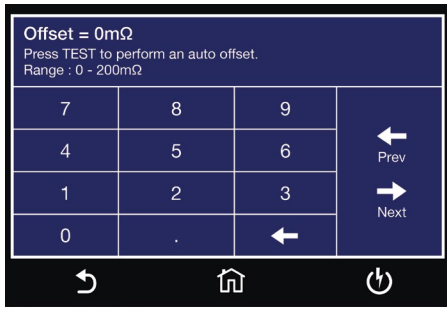 Offset = 0mΩ
Press TEST to perform an auto offset.
Range : 0 - 200mΩ
7 8 9
4 5 6
Prev
1 2 3
Next
0 .